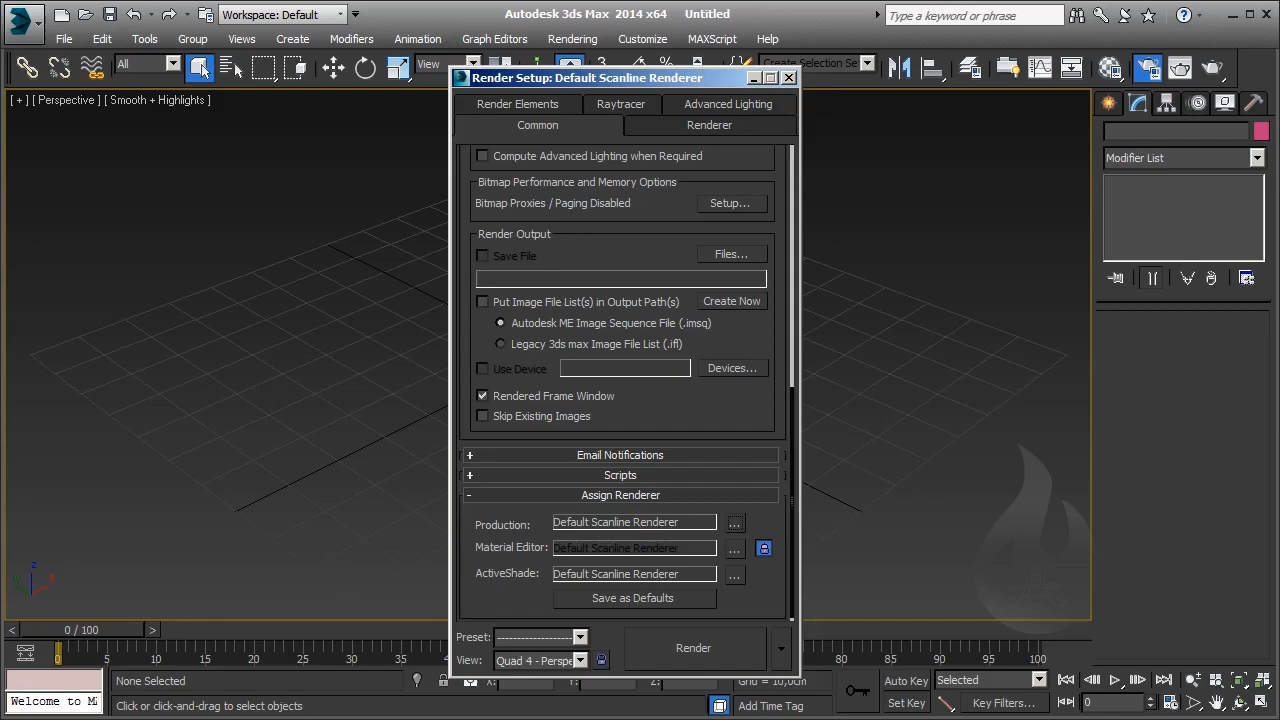 Workspace: Default
Autodesk 3ds Max 2014 x64 Untitled
Type a keyword or phrase
File Edit Tools Group Views Create Modifiers Animation Graph Editors Rendering Customize MAXScript Help
All
View
Create Selection Se
[ + ] [ Perspective ] [ Smooth + Highlights ]
Render Setup: Default Scanline Renderer
Render Elements Raytracer Advanced Lighting
Common Renderer
Modifier List
Compute Advanced Lighting when Required
Bitmap Performance and Memory Options
Bitmap Proxies / Paging Disabled Setup...
Render Output
Save File Files...
Put Image File List(s) in Output Path(s) Create Now
Autodesk ME Image Sequence File (.imsq)
Legacy 3ds max Image File List (.ifl)
Use Device Devices...
Rendered Frame Window
Skip Existing Images
+ Email Notifications
+ Scripts
- Assign Renderer
Production: Default Scanline Renderer ...
Material Editor: Default Scanline Renderer ...
ActiveShade: Default Scanline Renderer ...
Save as Defaults
Preset: --------------------
View: Quad 4 - Perspe
Render
z
x
< 0 / 100 >
0 5 10 15 20 25 30 35 80 85 90 95 100
None Selected
X: Y: Z: Grid = 10,0cm
Auto Key Selected
Welcome to M
Click or click-and-drag to select objects
Add Time Tag
Set Key Key Filters...
0